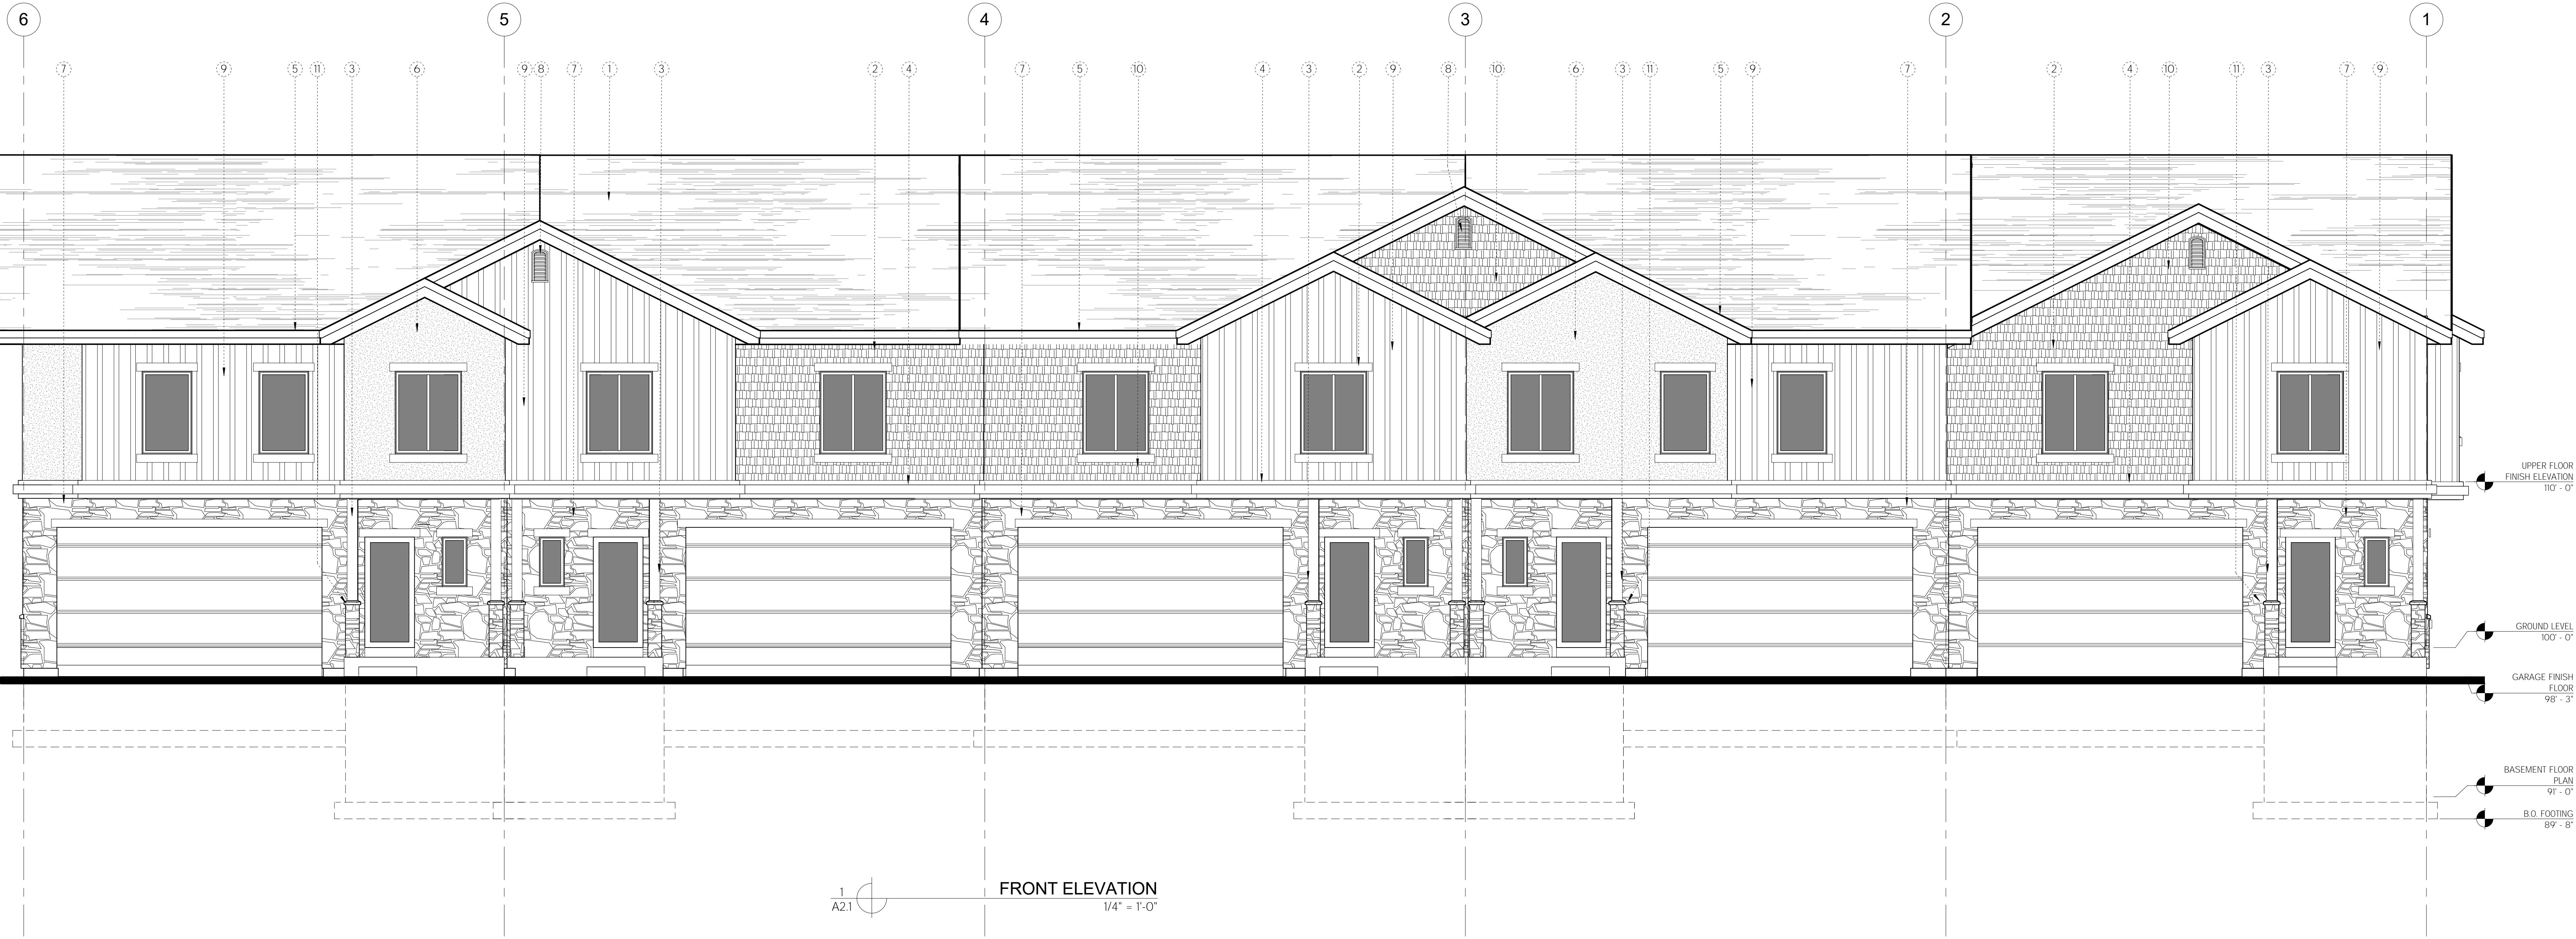 6 5 4 3 2 1
7 9 5 11 3 6 9 8 7 1 3 2 4 7 5 10 4 3 2 9 8 10 6 3 11 5 9 7 2 4 10 11 3 7 9
UPPER FLOOR
FINISH ELEVATION
110' - 0"
GROUND LEVEL
100' - 0"
GARAGE FINISH
FLOOR
98' - 3"
BASEMENT FLOOR
PLAN
91' - 0"
B.O. FOOTING
89' - 8"
1 FRONT ELEVATION
A2.1 1/4" = 1'-0"